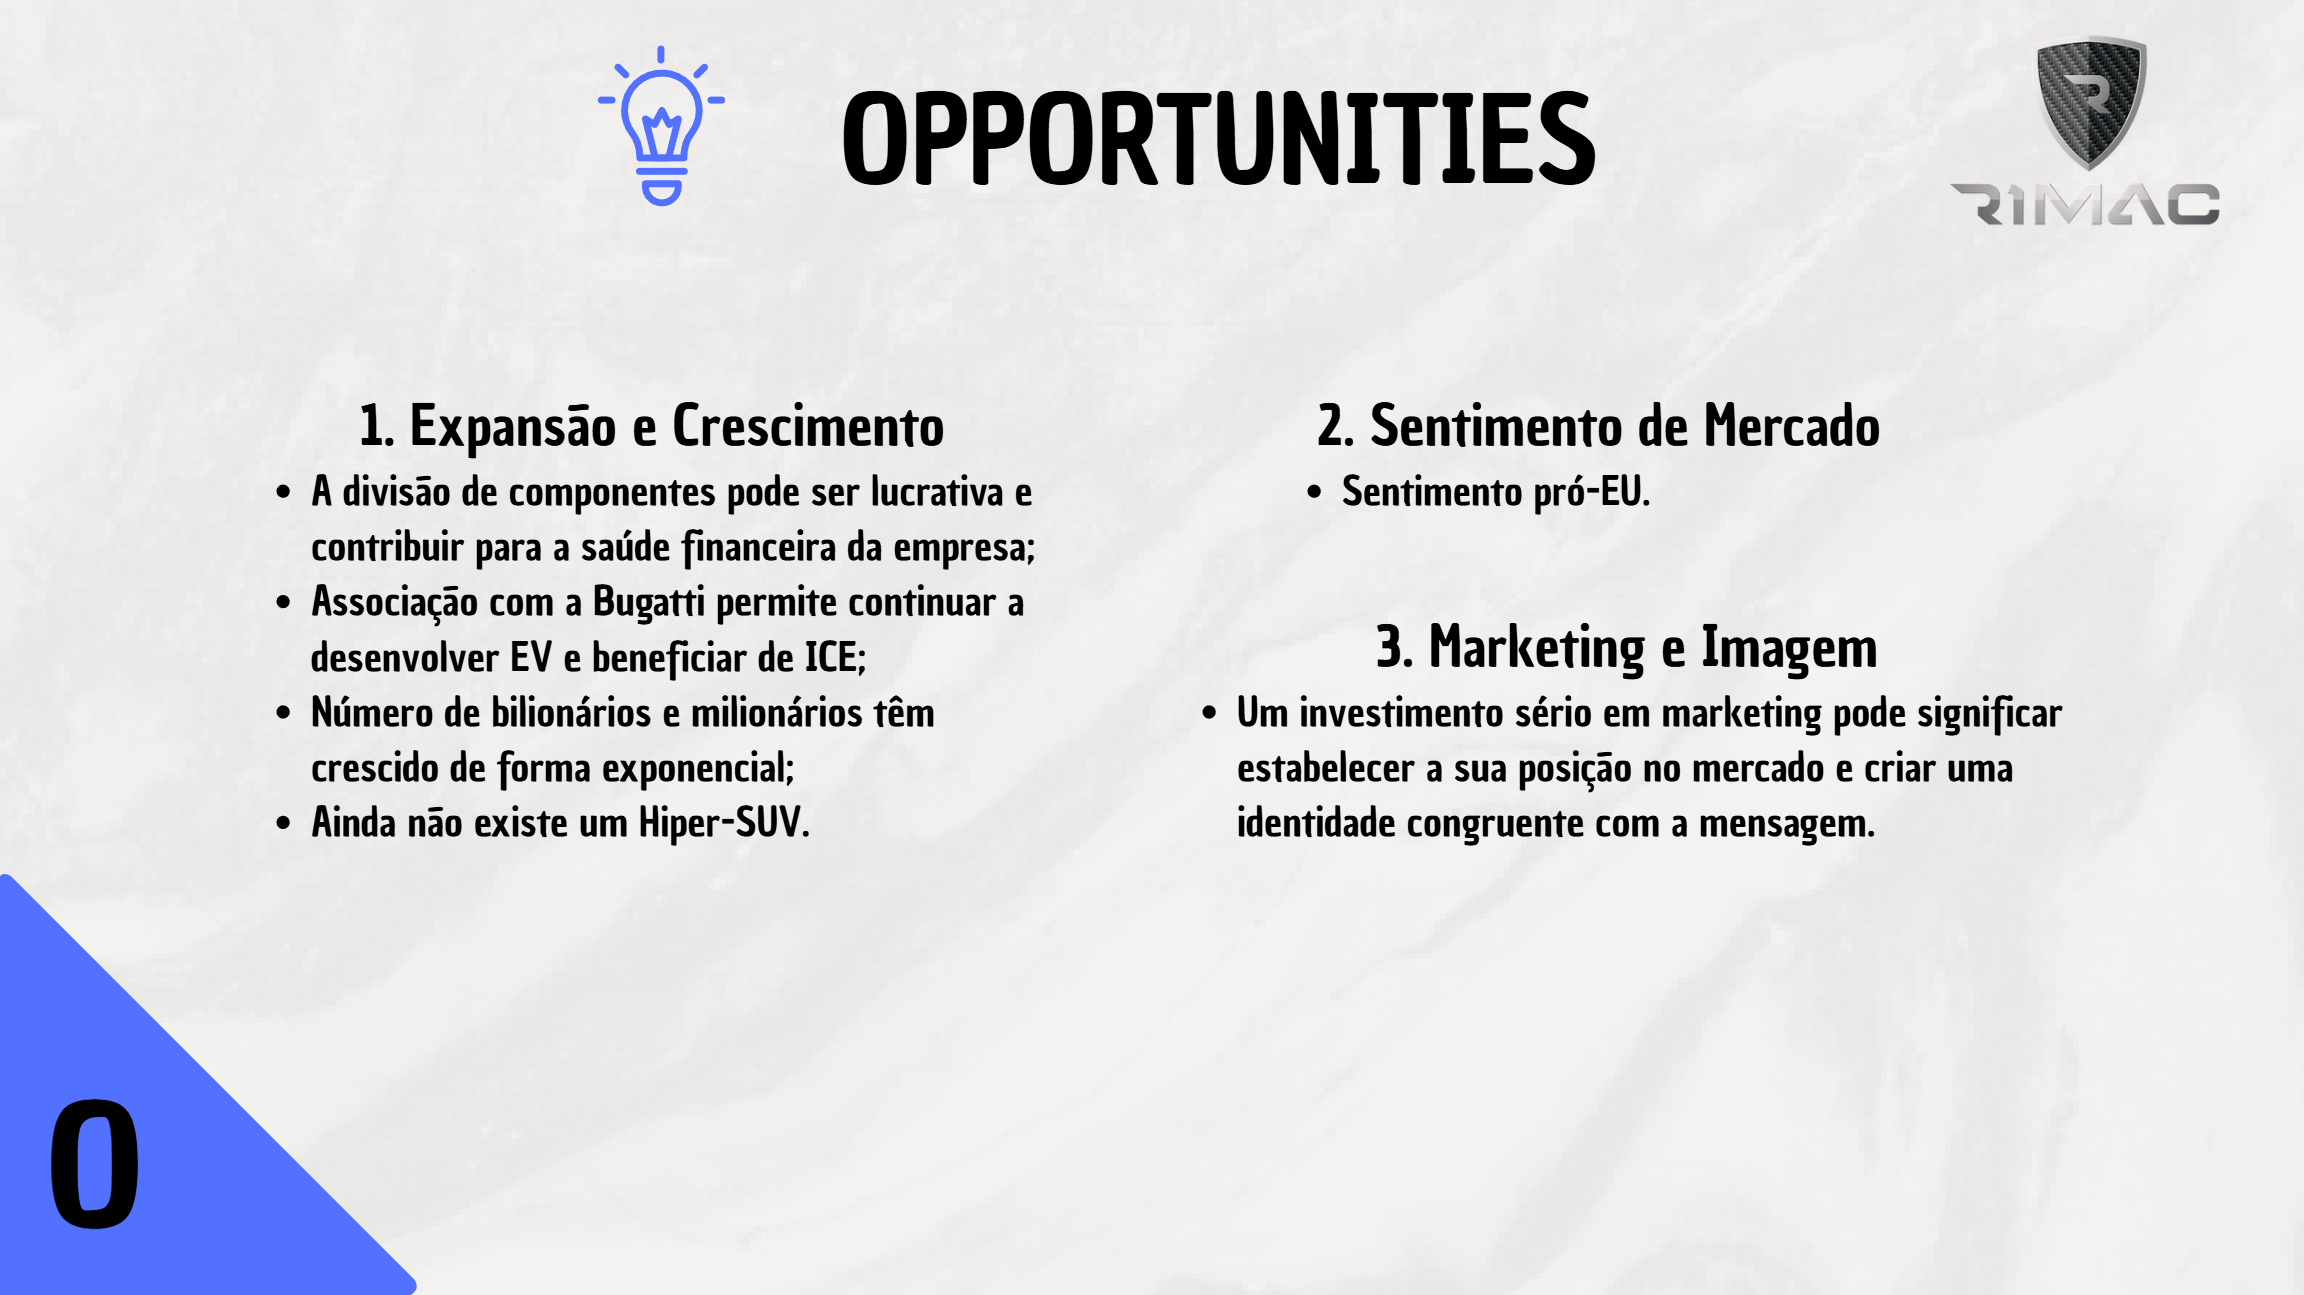 OPPORTUNITIES
R
R1MAC
1. Expansão e Crescimento
• A divisão de componentes pode ser lucrativa e
contribuir para a saúde financeira da empresa;
• Associação com a Bugatti permite continuar a
desenvolver EV e beneficiar de ICE;
• Número de bilionários e milionários têm
crescido de forma exponencial;
• Ainda não existe um Hiper-SUV.
2. Sentimento de Mercado
• Sentimento pró-EU.
3. Marketing e Imagem
• Um investimento sério em marketing pode significar
estabelecer a sua posição no mercado e criar uma
identidade congruente com a mensagem.
O